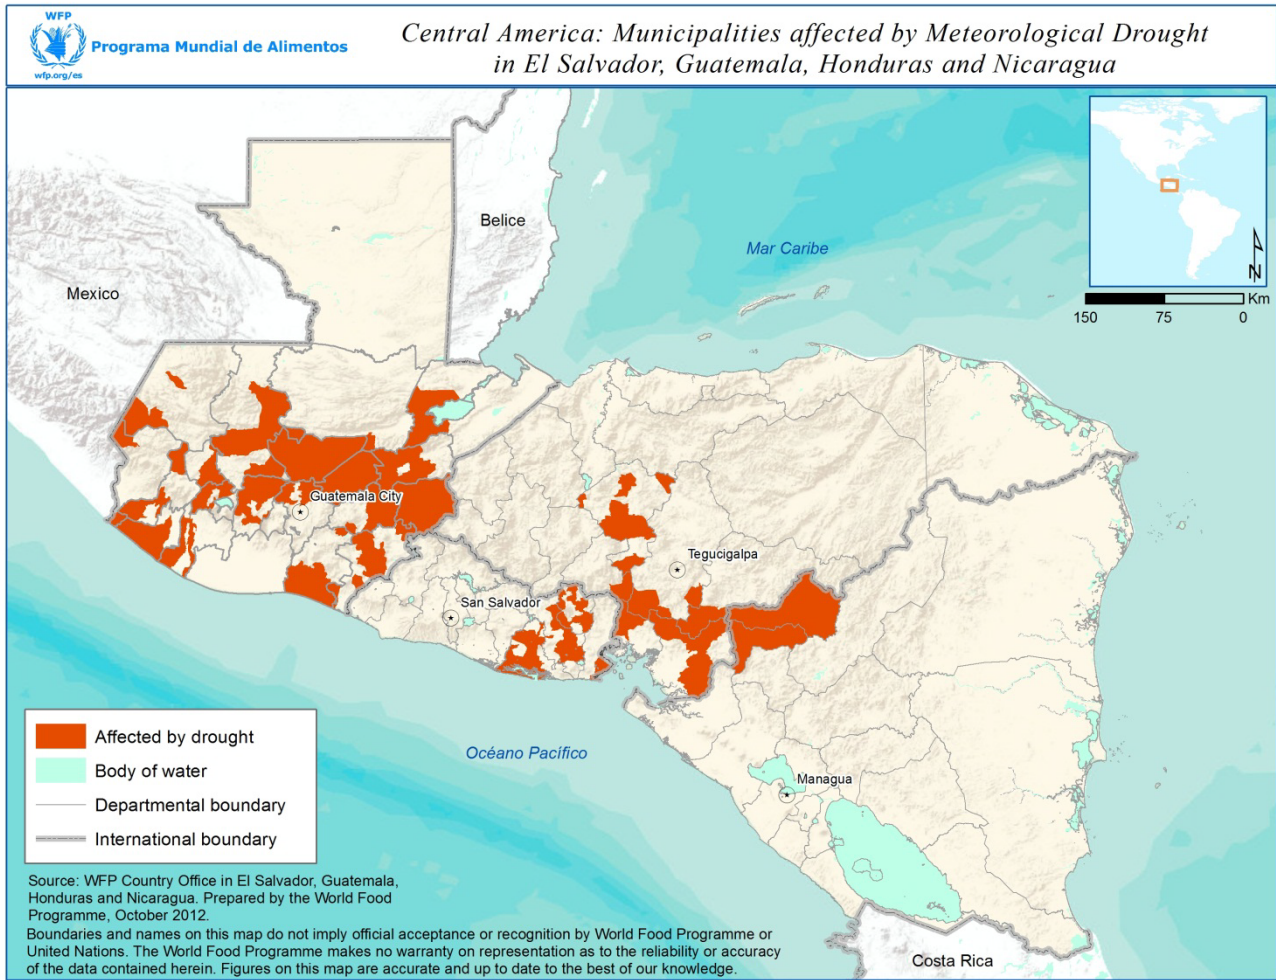 WFP
Programa Mundial de Alimentos
wfp.org/es
Central America: Municipalities affected by Meteorological Drought
in El Salvador, Guatemala, Honduras and Nicaragua
Belice
Mar Caribe
Mexico
N
Km
150 75 0
Guatemala City
Tegucigalpa
San Salvador
Océano Pacífico
Managua
Costa Rica
Affected by drought
Body of water
Departmental boundary
International boundary
Source: WFP Country Office in El Salvador, Guatemala,
Honduras and Nicaragua. Prepared by the World Food
Programme, October 2012.
Boundaries and names on this map do not imply official acceptance or recognition by World Food Programme or
United Nations. The World Food Programme makes no warranty on representation as to the reliability or accuracy
of the data contained herein. Figures on this map are accurate and up to date to the best of our knowledge.